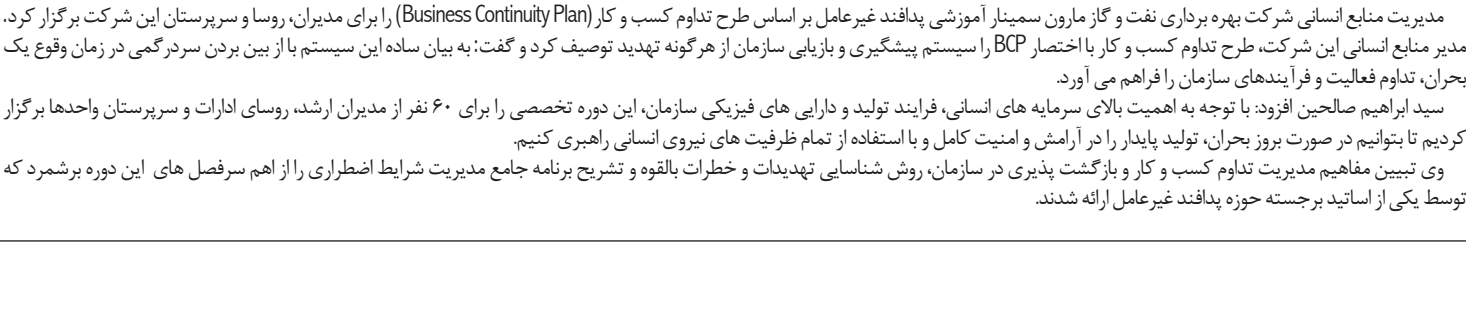 مدیریت منابع انسانی شرکت بهره برداری نفت و گاز مارون سمینار آموزشی پدافند غیرعامل بر اساس طرح تداوم کسب و کار (Business Continuity Plan) را برای مدیران، روسا و سرپرستان این شرکت برگزار کرد.
مدیر منابع انسانی این شرکت، طرح تداوم کسب و کار با اختصار BCP را سیستم پیشگیری و بازیابی سازمان از هرگونه تهدید توصیف کرد و گفت: به بیان ساده این سیستم با از بین بردن سردرگمی در زمان وقوع یک
بحران، تداوم فعالیت و فرآیندهای سازمان را فراهم می آورد.
سید ابراهیم صالحین افزود: با توجه به اهمیت بالای سرمایه های انسانی، فرایند تولید و دارایی های فیزیکی سازمان، این دوره تخصصی را برای ۶۰ نفر از مدیران ارشد، روسای ادارات و سرپرستان واحدها برگزار
کردیم تا بتوانیم در صورت بروز بحران، تولید پایدار را در آرامش و امنیت کامل و با استفاده از تمام ظرفیت های نیروی انسانی راهبری کنیم.
وی تبیین مفاهیم مدیریت تداوم کسب و کار و بازگشت پذیری در سازمان، روش شناسایی تهدیدات و خطرات بالقوه و تشریح برنامه جامع مدیریت شرایط اضطراری را از اهم سرفصل های این دوره برشمرد که
توسط یکی از اساتید برجسته حوزه پدافند غیرعامل ارائه شدند.